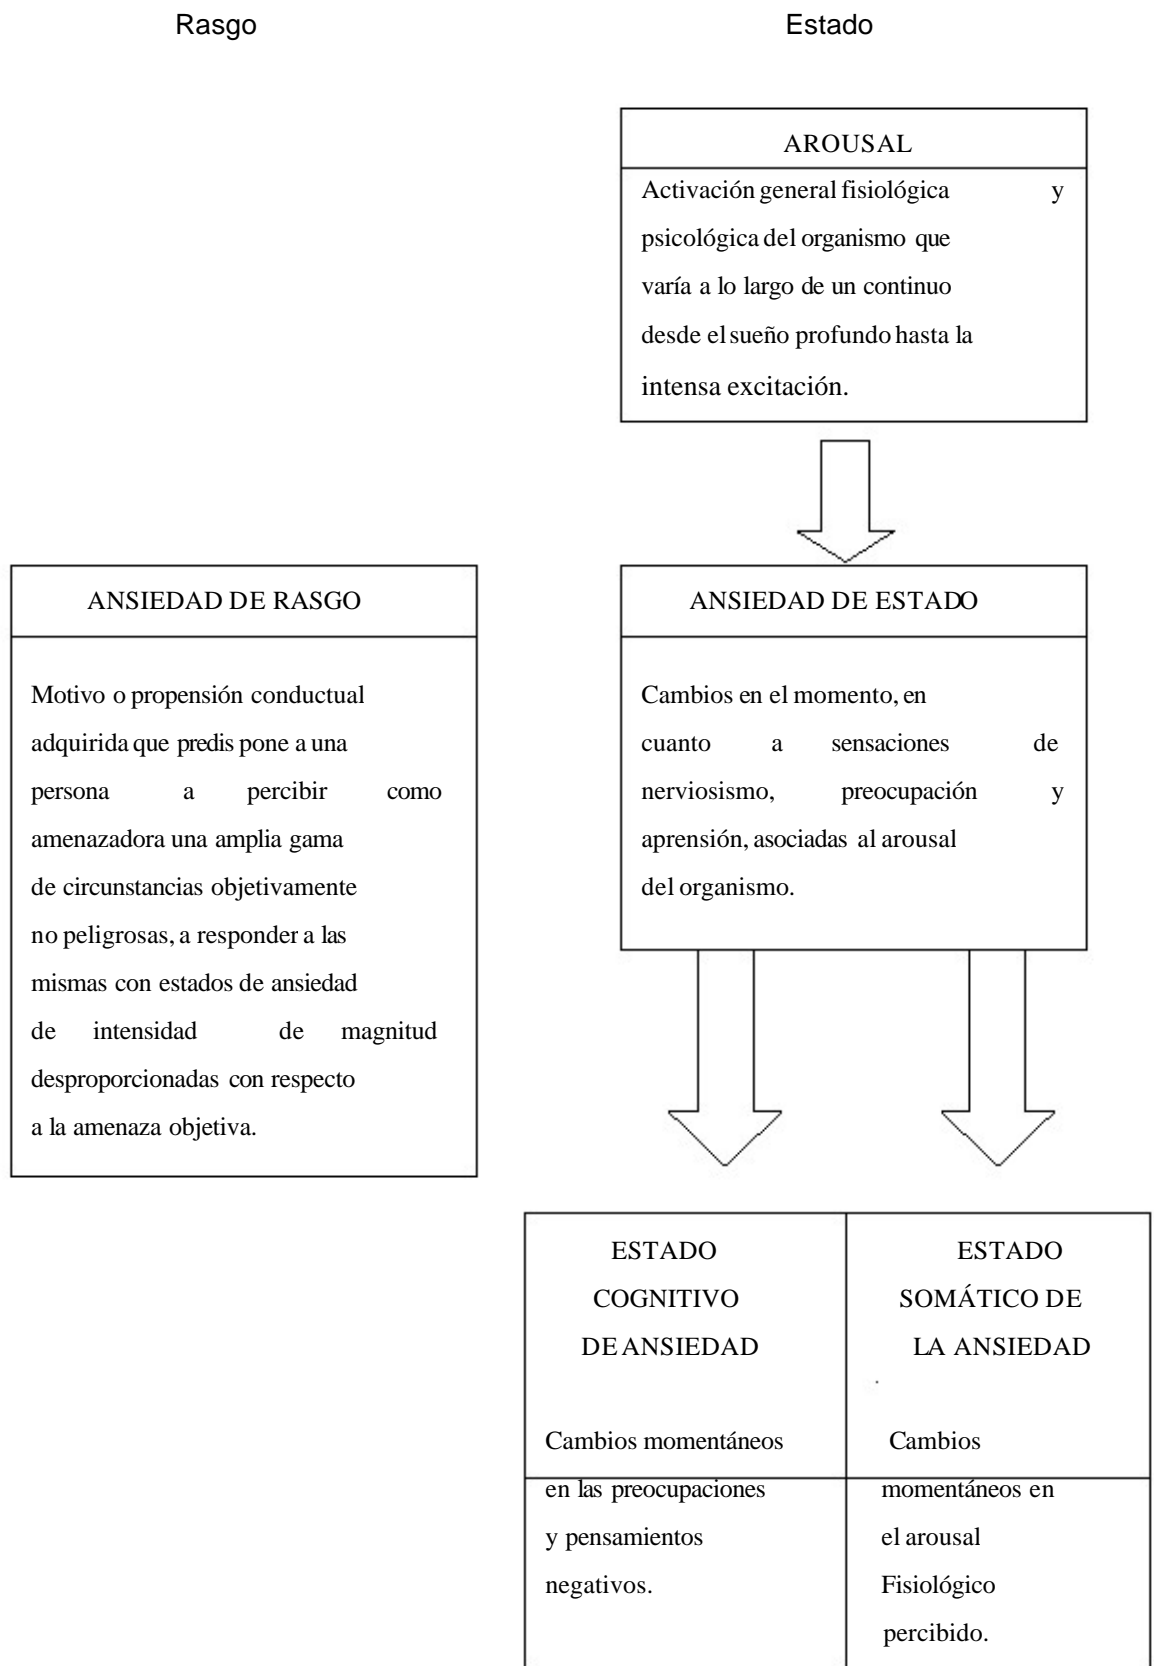 Rasgo
Estado
AROUSAL
Activación general fisiológica y
psicológica del organismo que
varía a lo largo de un continuo
desde el sueño profundo hasta la
intensa excitación.
ANSIEDAD DE RASGO
Motivo o propensión conductual
adquirida que predis pone a una
persona a percibir como
amenazadora una amplia gama
de circunstancias objetivamente
no peligrosas, a responder a las
mismas con estados de ansiedad
de intensidad de magnitud
desproporcionadas con respecto
a la amenaza objetiva.
ANSIEDAD DE ESTADO
Cambios en el momento, en
cuanto a sensaciones de
nerviosismo, preocupación y
aprensión, asociadas al arousal
del organismo.
ESTADO
COGNITIVO
DE ANSIEDAD
Cambios momentáneos
en las preocupaciones
y pensamientos
negativos.
ESTADO
SOMÁTICO DE
LA ANSIEDAD
Cambios
momentáneos en
el arousal
Fisiológico
percibido.